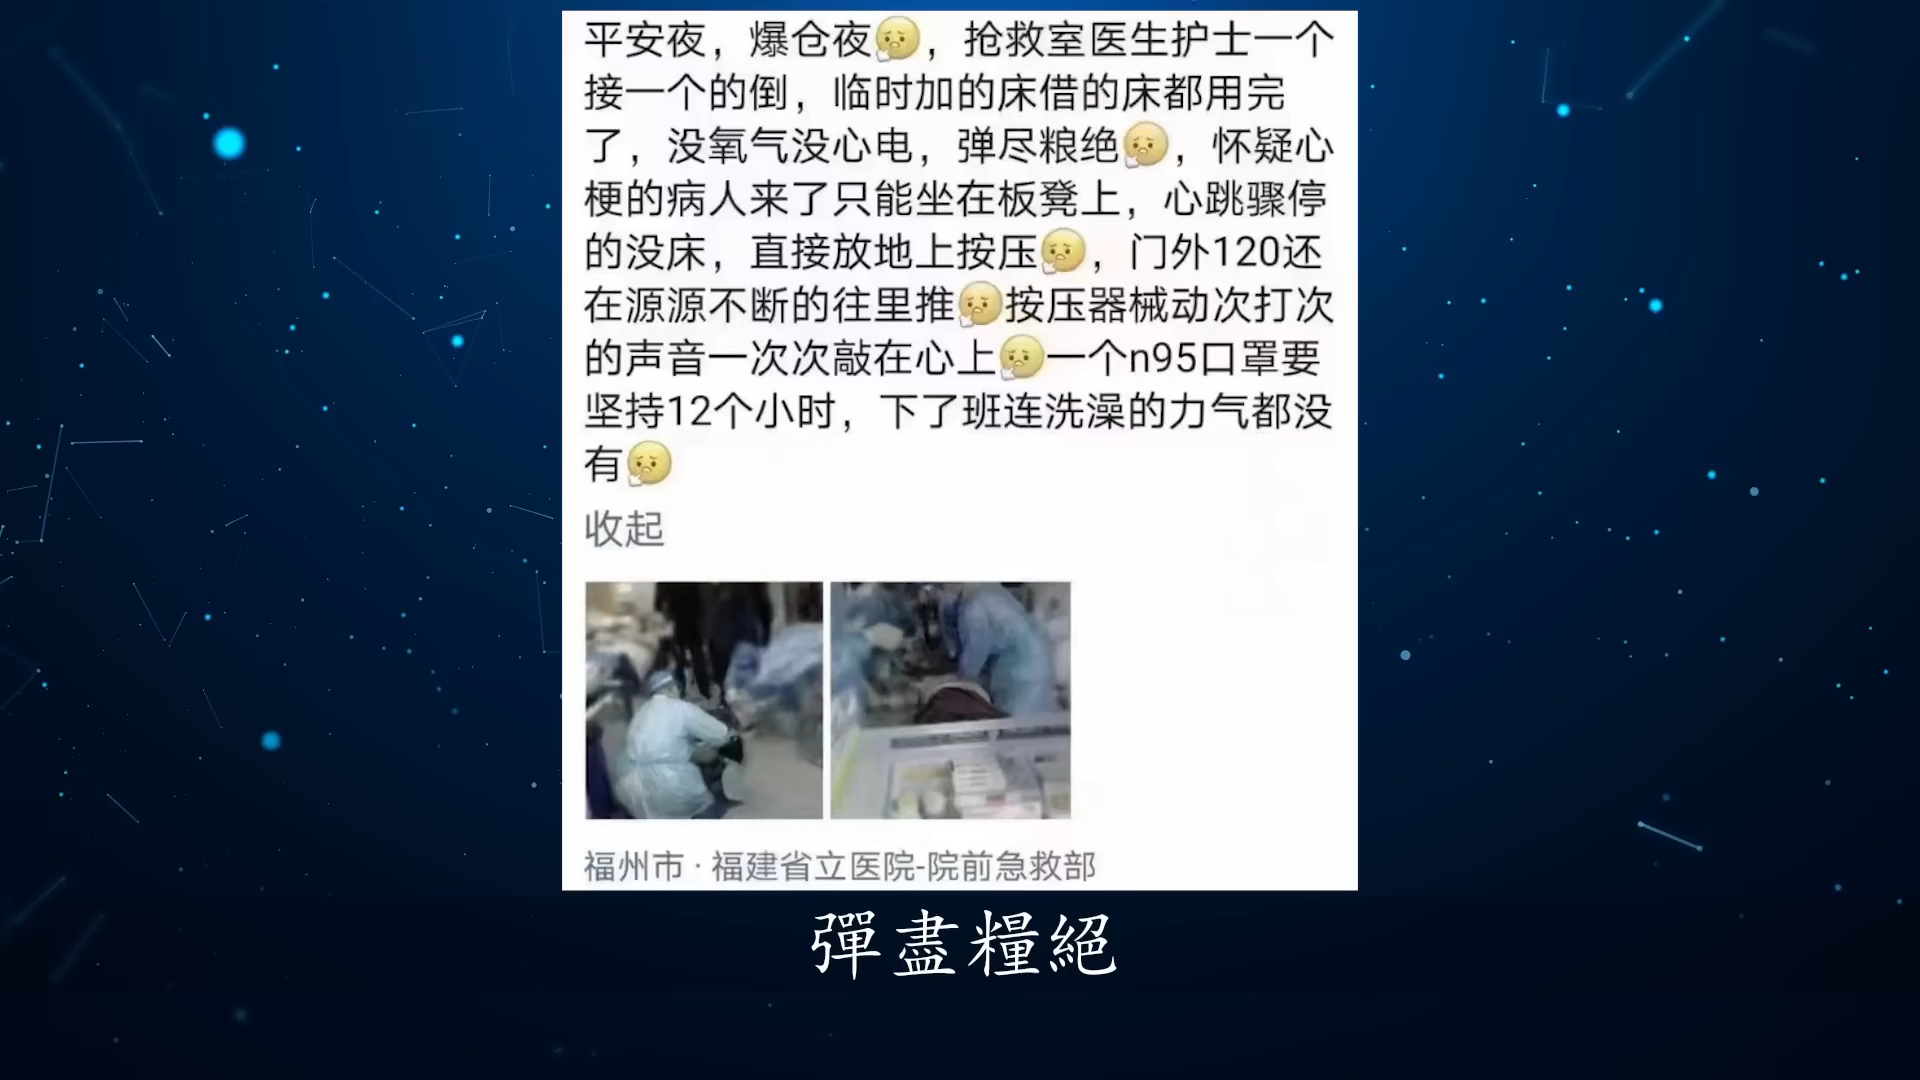 平安夜，爆仓夜🥺，抢救室医生护士一个
接一个的倒，临时加的床借的床都用完
了，没氧气没心电，弹尽粮绝🥺，怀疑心
梗的病人来了只能坐在板凳上，心跳骤停
的没床，直接放地上按压🥺，门外120还
在源源不断的往里推🥺按压器械动次打次
的声音一次次敲在心上🥺一个n95口罩要
坚持12个小时，下了班连洗澡的力气都没
有🥺
收起
福州市·福建省立医院-院前急救部
彈盡糧絕